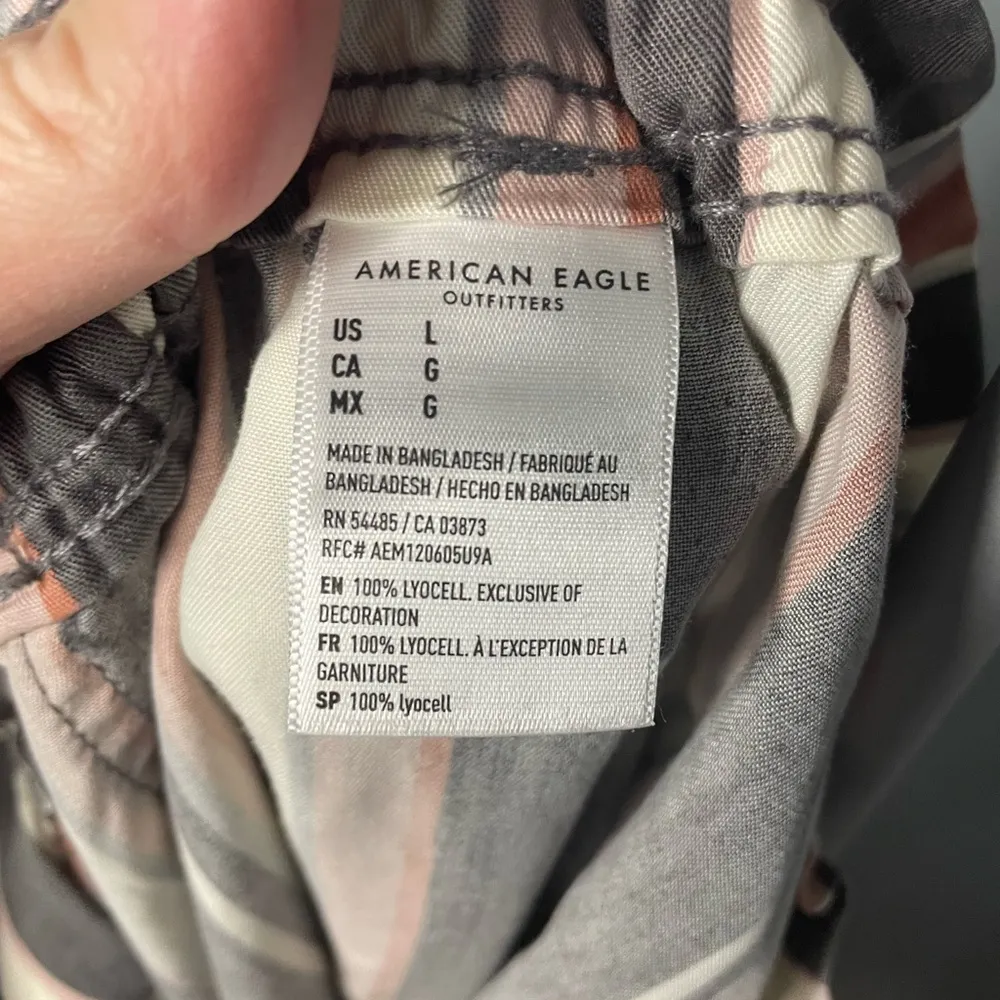 AMERICAN EAGLE
OUTFITTERS
US L
CA G
MX G
MADE IN BANGLADESH / FABRIQUÉ AU
BANGLADESH / HECHO EN BANGLADESH
RN 54485 / CA 03873
RFC# AEM120605U9A
EN 100% LYOCELL. EXCLUSIVE OF
DECORATION
FR 100% LYOCELL. À L'EXCEPTION DE LA
GARNITURE
SP 100% lyocell